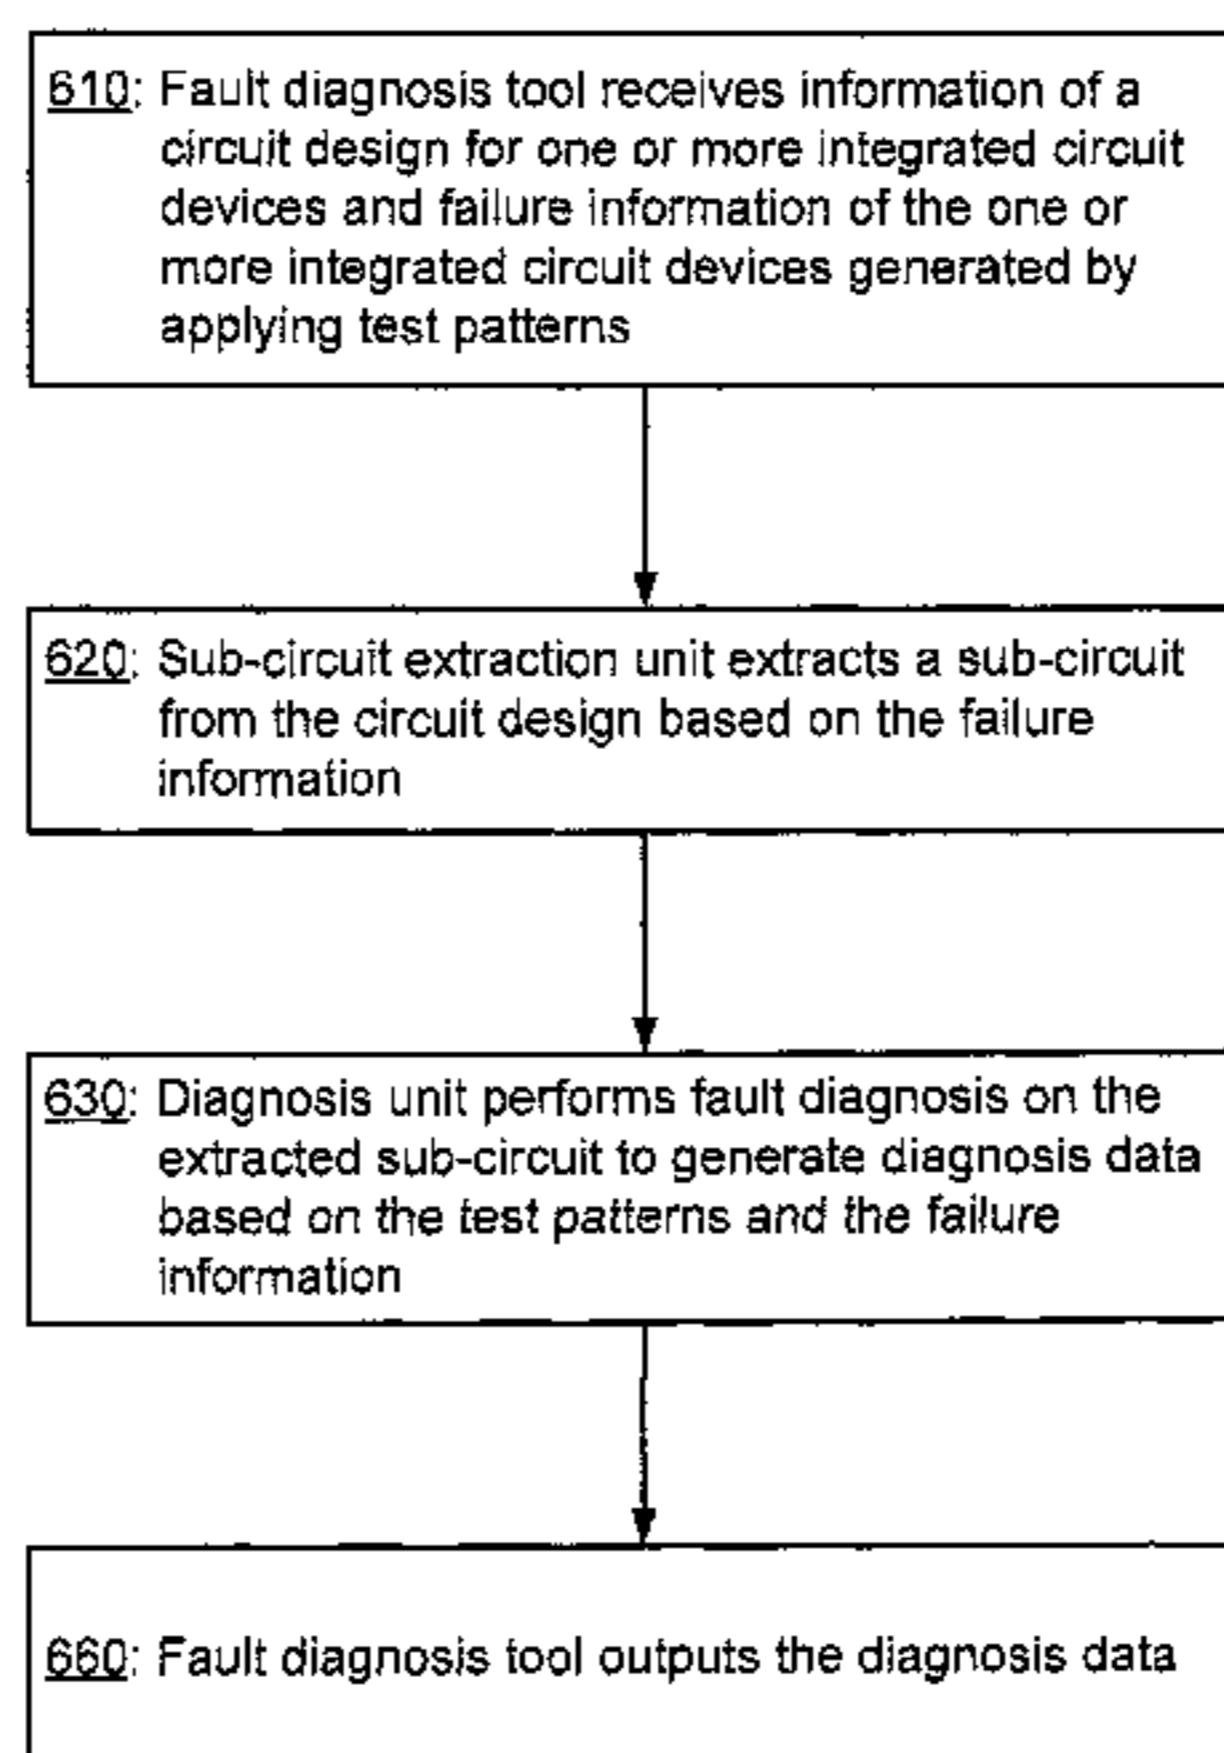 610: Fault diagnosis tool receives information of a
circuit design for one or more integrated circuit
devices and failure information of the one or
more integrated circuit devices generated by
applying test patterns
620: Sub-circuit extraction unit extracts a sub-circuit
from the circuit design based on the failure
information
630: Diagnosis unit performs fault diagnosis on the
extracted sub-circuit to generate diagnosis data
based on the test patterns and the failure
information
660: Fault diagnosis tool outputs the diagnosis data